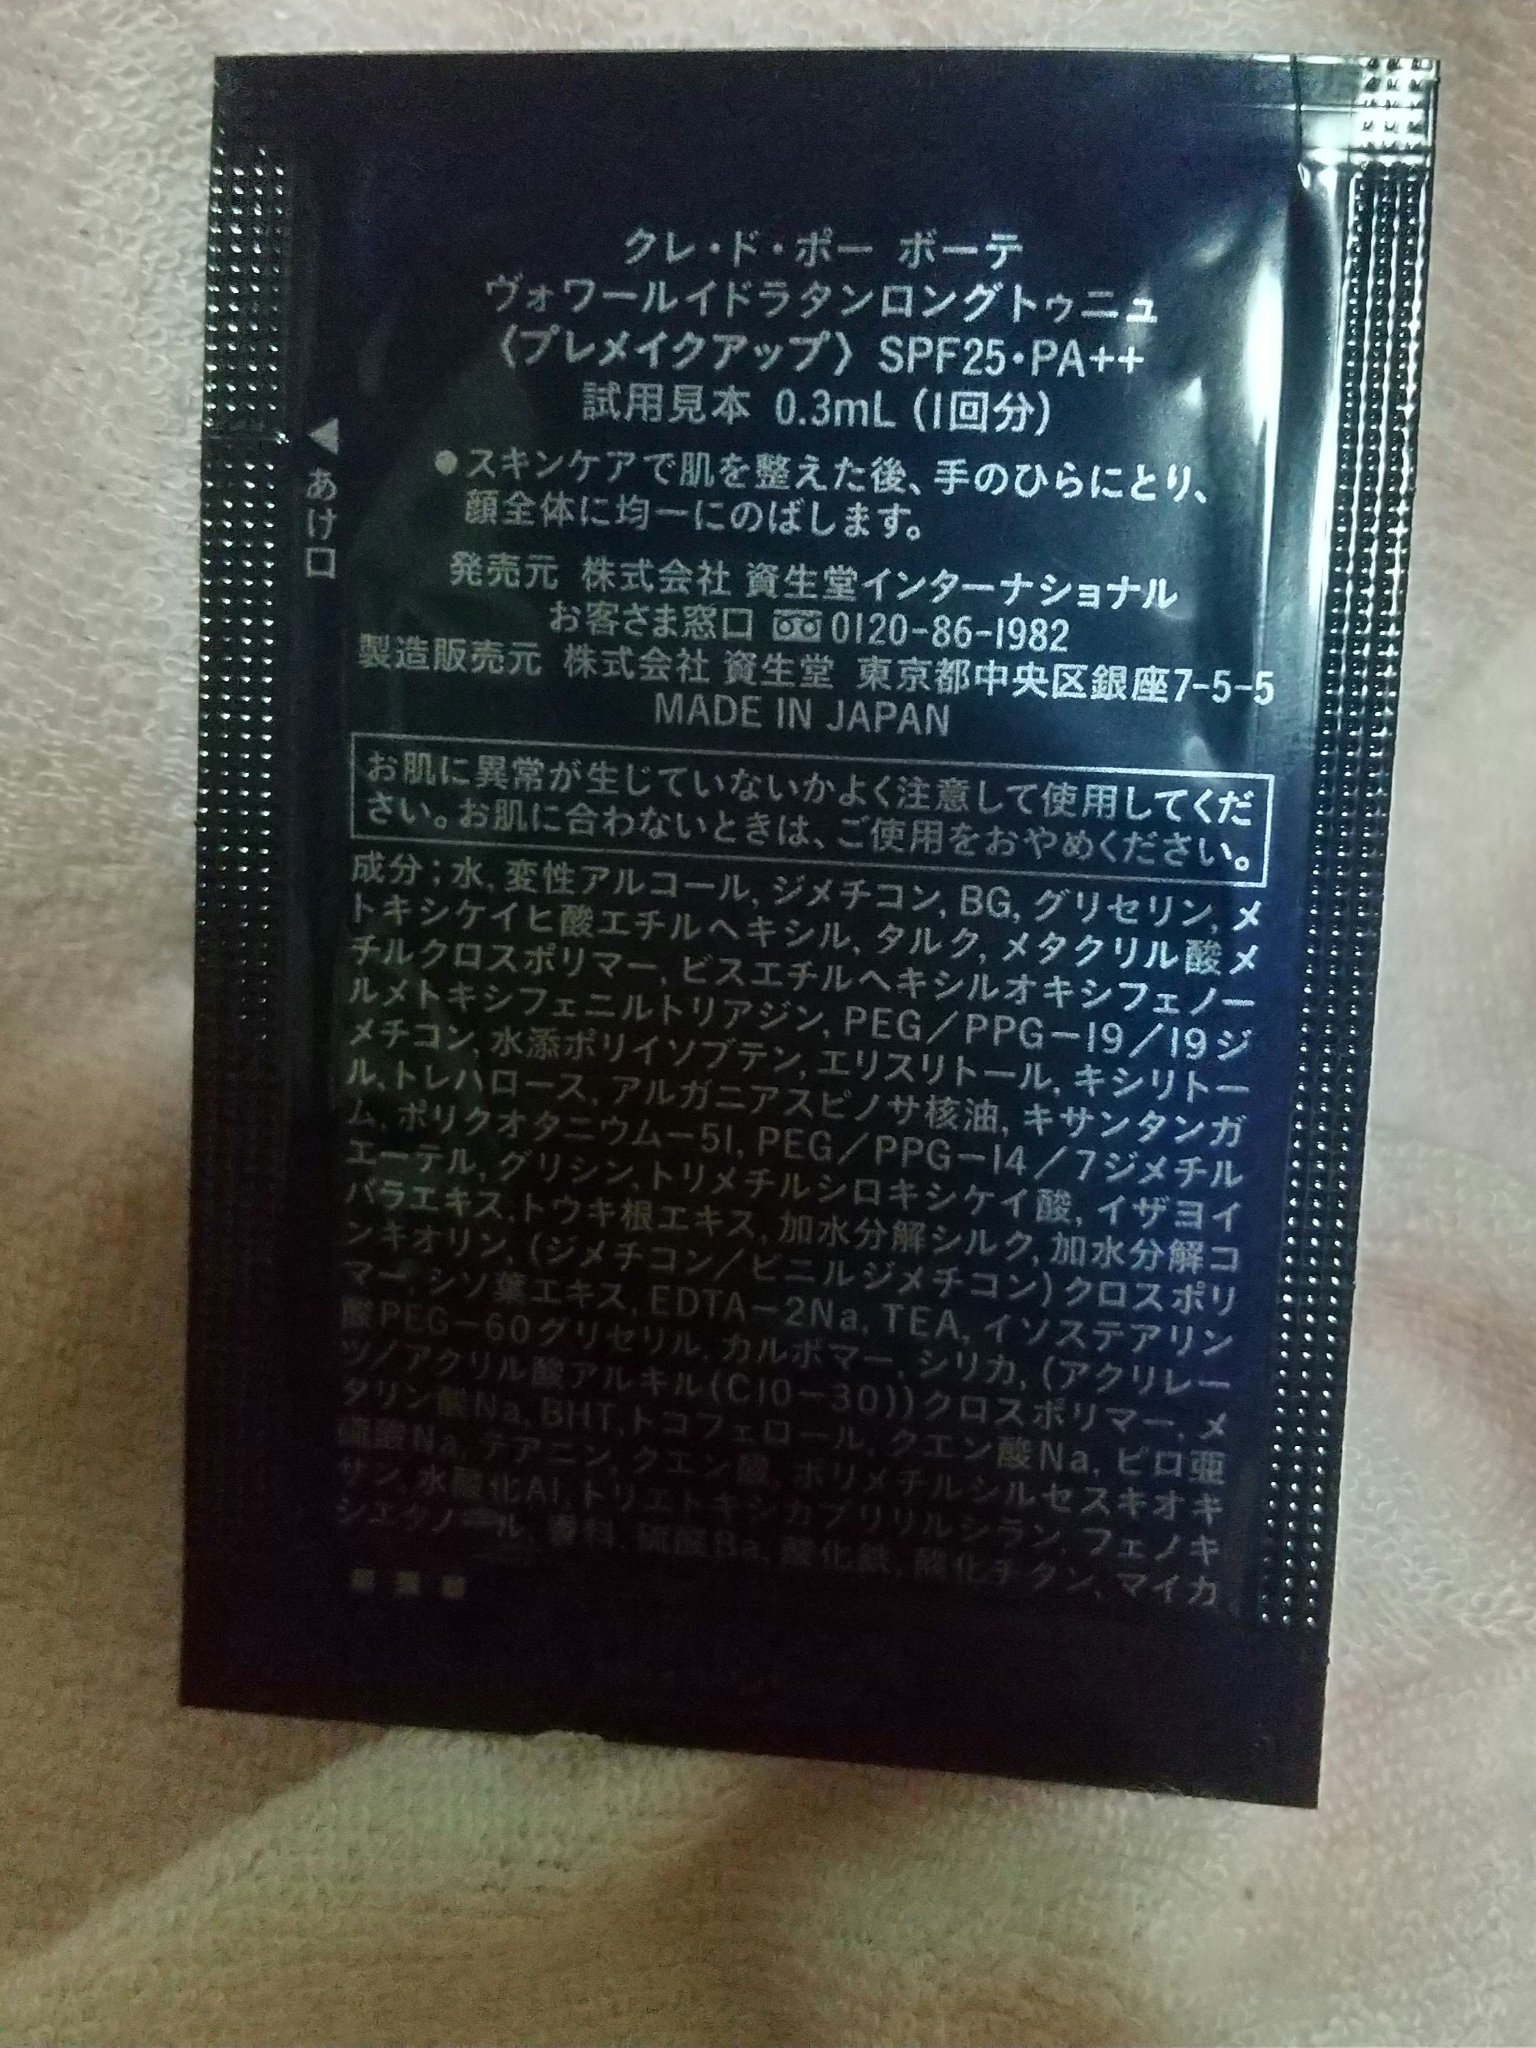 クレ・ド・ポー ボーテ
ヴォワールイドラタンロングトゥニュ
〈プレメイクアップ〉 SPF25・PA++
試用見本 0.3mL (1回分)
◀あけ口
●スキンケアで肌を整えた後、手のひらにとり、
顔全体に均一にのばします。
発売元 株式会社 資生堂インターナショナル
お客さま窓口 0120-86-1982
製造販売元 株式会社 資生堂 東京都中央区銀座7-5-5
MADE IN JAPAN
お肌に異常が生じていないかよく注意して使用してくだ
さい。お肌に合わないときは、ご使用をおやめください。
成分；水, 変性アルコール, ジメチコン, BG, グリセリン, メ
トキシケイヒ酸エチルヘキシル, タルク, メタクリル酸メ
チルクロスポリマー, ビスエチルヘキシルオキシフェノー
ルメトキシフェニルトリアジン, PEG／PPG－19／19ジ
メチコン, 水添ポリイソブテン, エリスリトール, キシリトー
ル, トレハロース, アルガニアスピノサ核油, キサンタンガ
ム, ポリクオタニウム－51, PEG／PPG－14／7ジメチル
エーテル, グリシン, トリメチルシロキシケイ酸, イザヨイ
バラエキス, トウキ根エキス, 加水分解シルク, 加水分解コ
ンキオリン, (ジメチコン／ビニルジメチコン)クロスポリ
マー, シソ葉エキス, EDTA－2Na, TEA, イソステアリン
酸PEG－60グリセリル, カルボマー, シリカ, (アクリレー
ツ／アクリル酸アルキル(C10－30))クロスポリマー, メ
タリン酸Na, BHT, トコフェロール, クエン酸Na, ピロ亜
硫酸Na, テアニン, クエン酸, ポリメチルシルセスキオキ
サン, 水酸化Al, トリエトキシカプリリルシラン, フェノキ
シエタノール, 香料, 硫酸Ba, 酸化鉄, 酸化チタン, マイカ